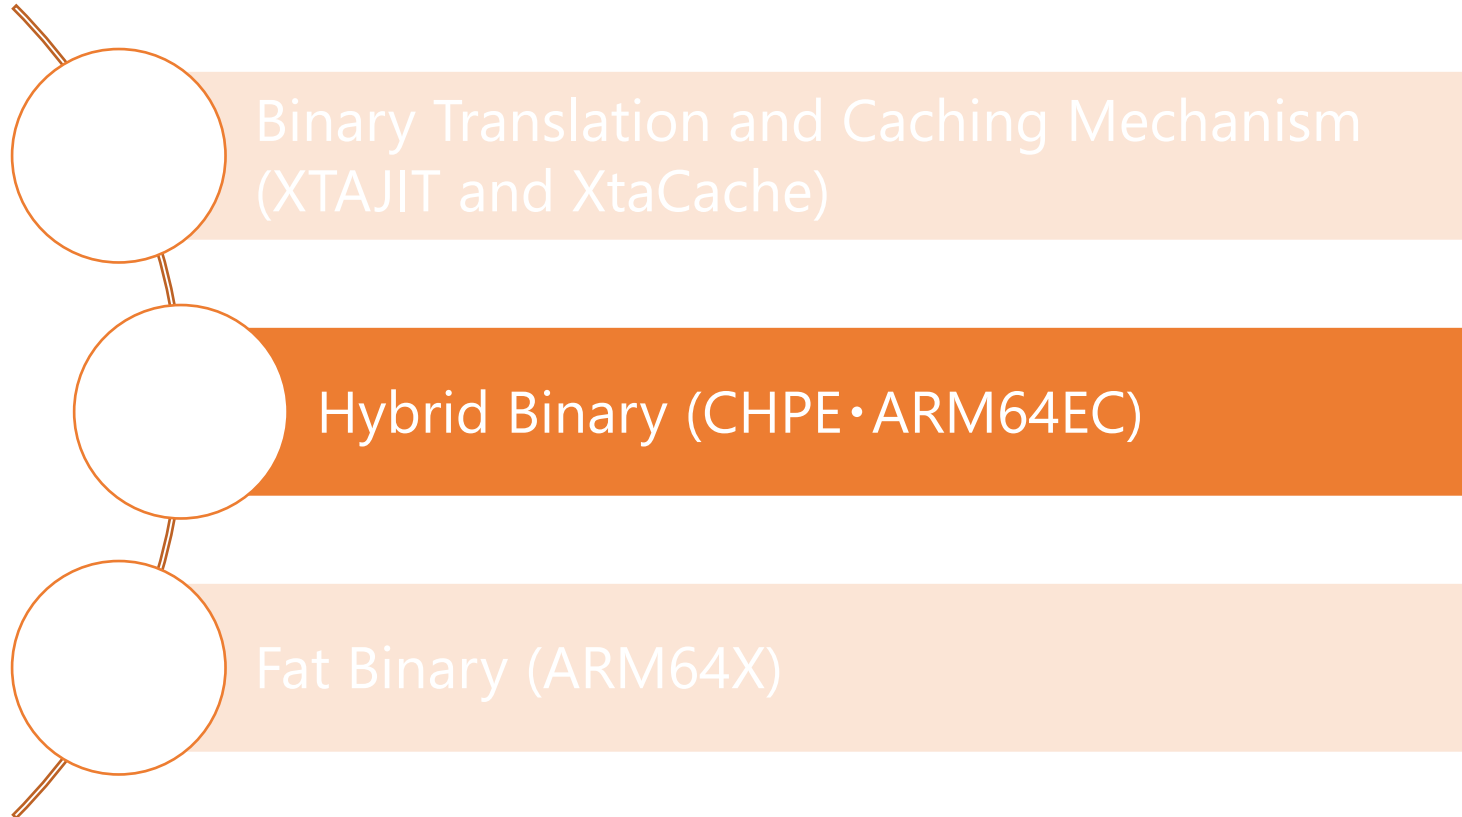 Binary Translation and Caching Mechanism
(XTAJIT and XtaCache)
Hybrid Binary (CHPE・ARM64EC)
Fat Binary (ARM64X)